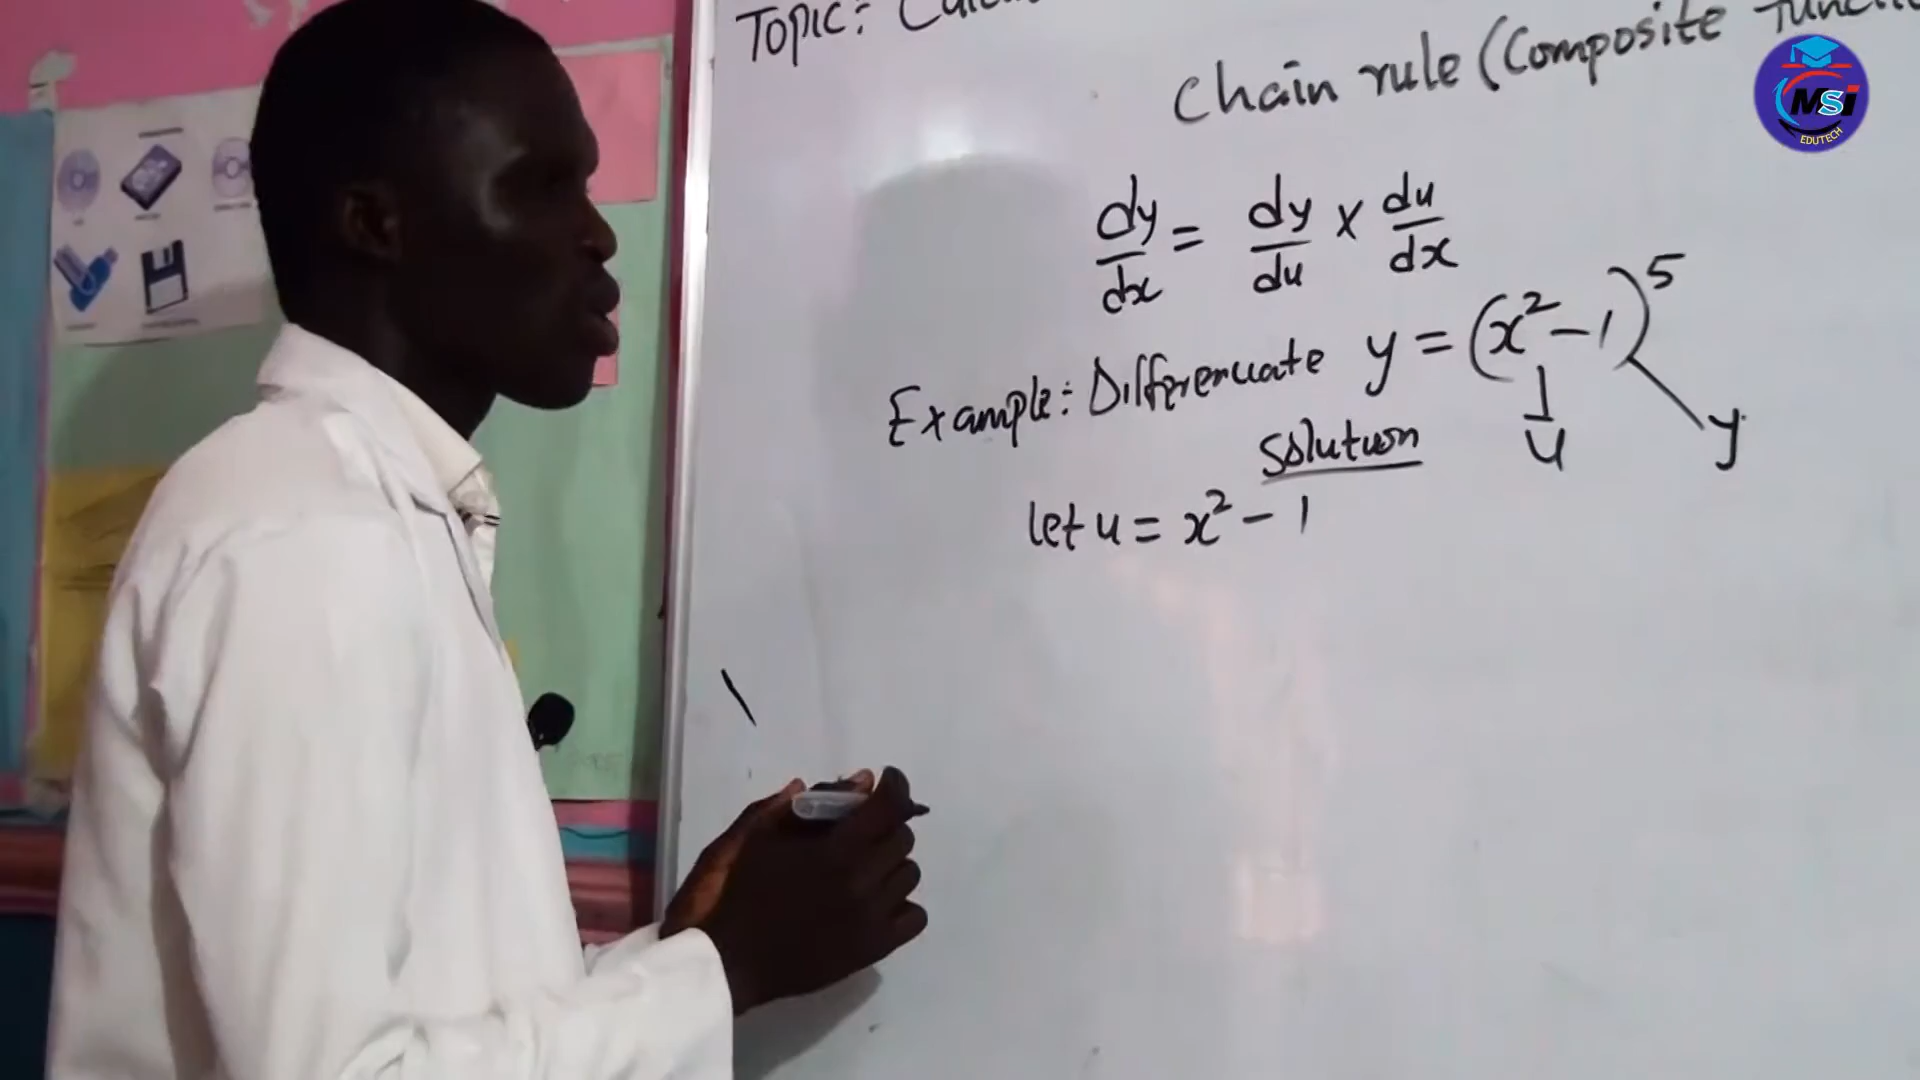 Topic:
Chain rule (Composite
MSi
EDUTECH
dy/dx = dy/du × du/dx
Example: Differenuate y = (x² - 1)⁵
u
y
Solution
let u = x² - 1